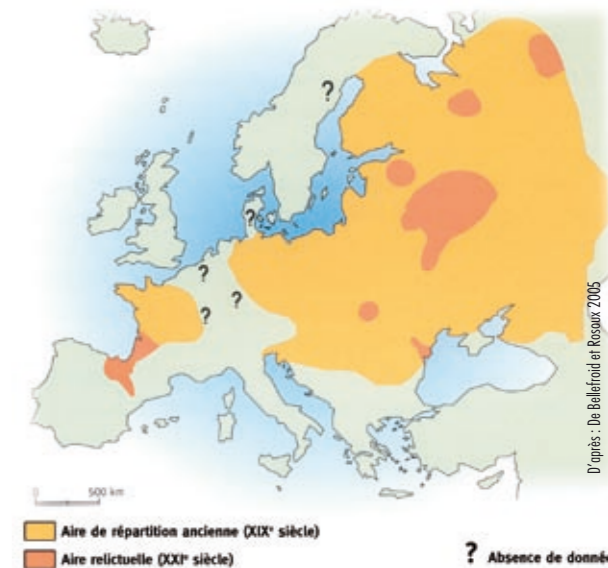 ?
?
?
?
?
D'après : De Bellefroid et Rosoux 2005
0 500 km
Aire de répartition ancienne (XIXe siècle)
Aire relictuelle (XXIe siècle)
? Absence de donné